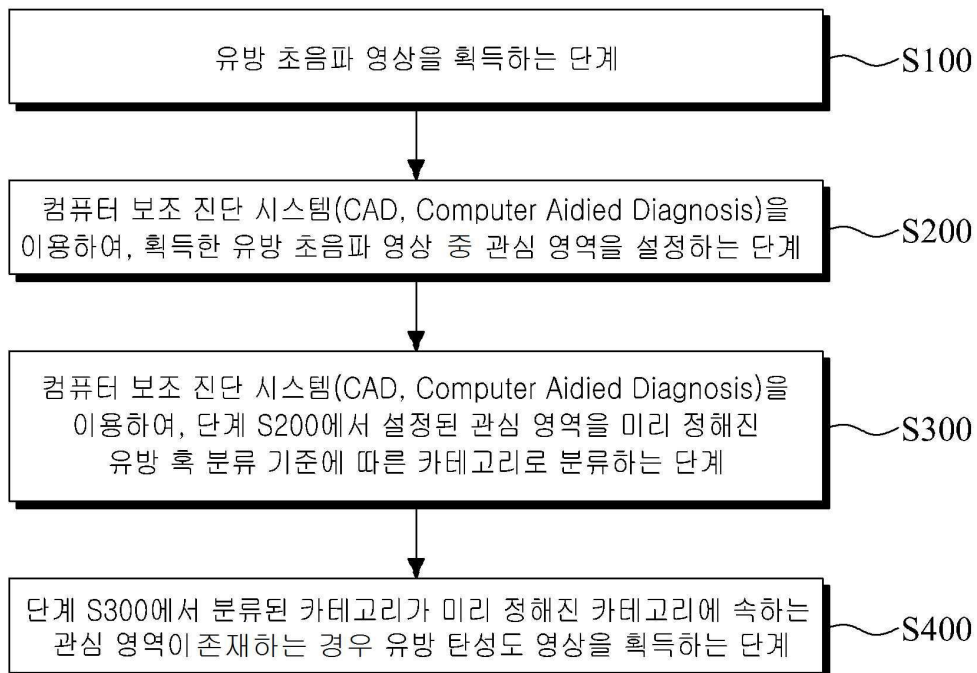 유방 초음파 영상을 획득하는 단계
S100
컴퓨터 보조 진단 시스템(CAD, Computer Aidied Diagnosis)을
이용하여, 획득한 유방 초음파 영상 중 관심 영역을 설정하는 단계
S200
컴퓨터 보조 진단 시스템(CAD, Computer Aidied Diagnosis)을
이용하여, 단계 S200에서 설정된 관심 영역을 미리 정해진
유방 혹 분류 기준에 따른 카테고리로 분류하는 단계
S300
단계 S300에서 분류된 카테고리가 미리 정해진 카테고리에 속하는
관심 영역이 존재하는 경우 유방 탄성도 영상을 획득하는 단계
S400